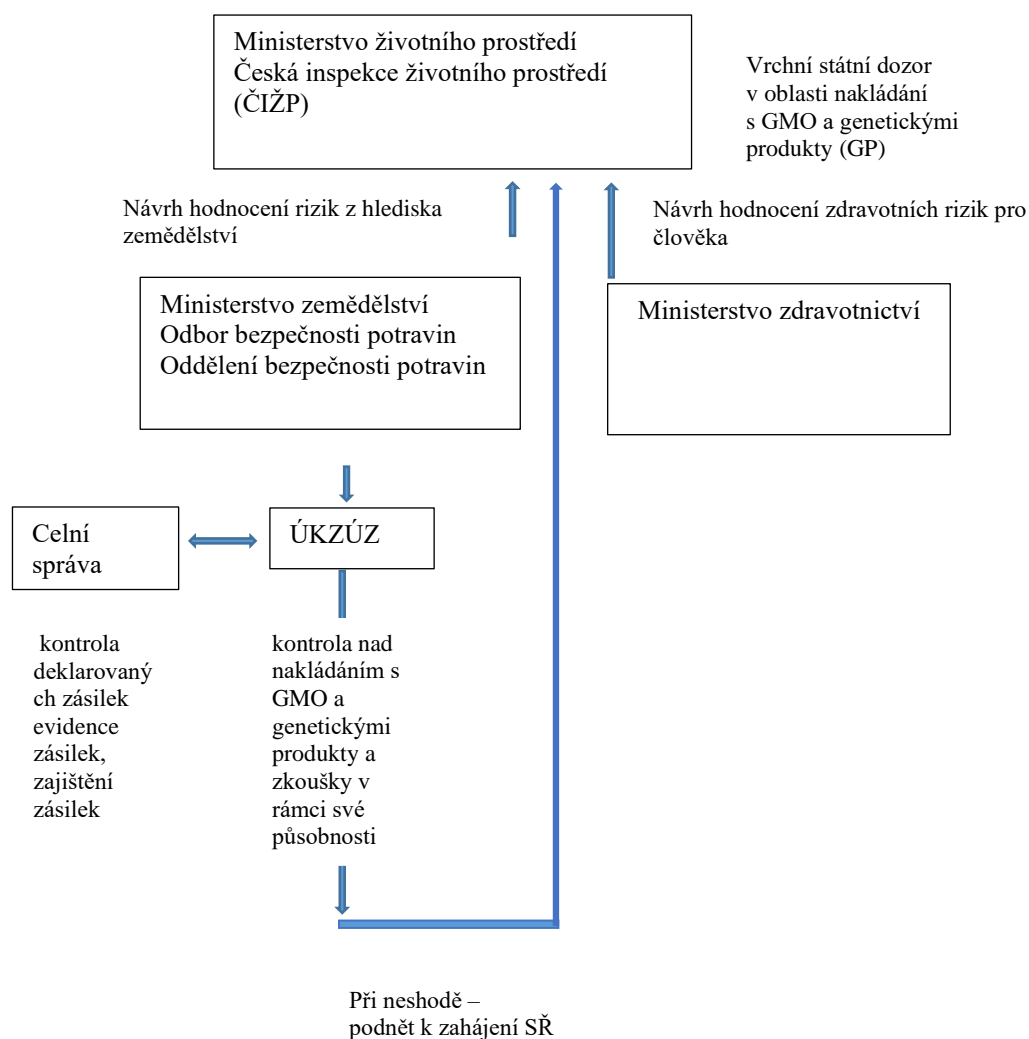 Ministerstvo životního prostředí
Česká inspekce životního prostředí
(ČIŽP)
Vrchní státní dozor
v oblasti nakládání
s GMO a genetickými
produkty (GP)
Návrh hodnocení rizik z hlediska
zemědělství
Návrh hodnocení zdravotních rizik pro
člověka
Ministerstvo zemědělství
Odbor bezpečnosti potravin
Oddělení bezpečnosti potravin
Ministerstvo zdravotnictví
Celní
správa
ÚKZÚZ
kontrola
deklarovaný
ch zásilek
evidence
zásilek,
zajištění
zásilek
kontrola nad
nakládáním s
GMO a
genetickými
produkty a
zkoušky v
rámci své
působnosti
Při neshodě –
podnět k zahájení SŘ